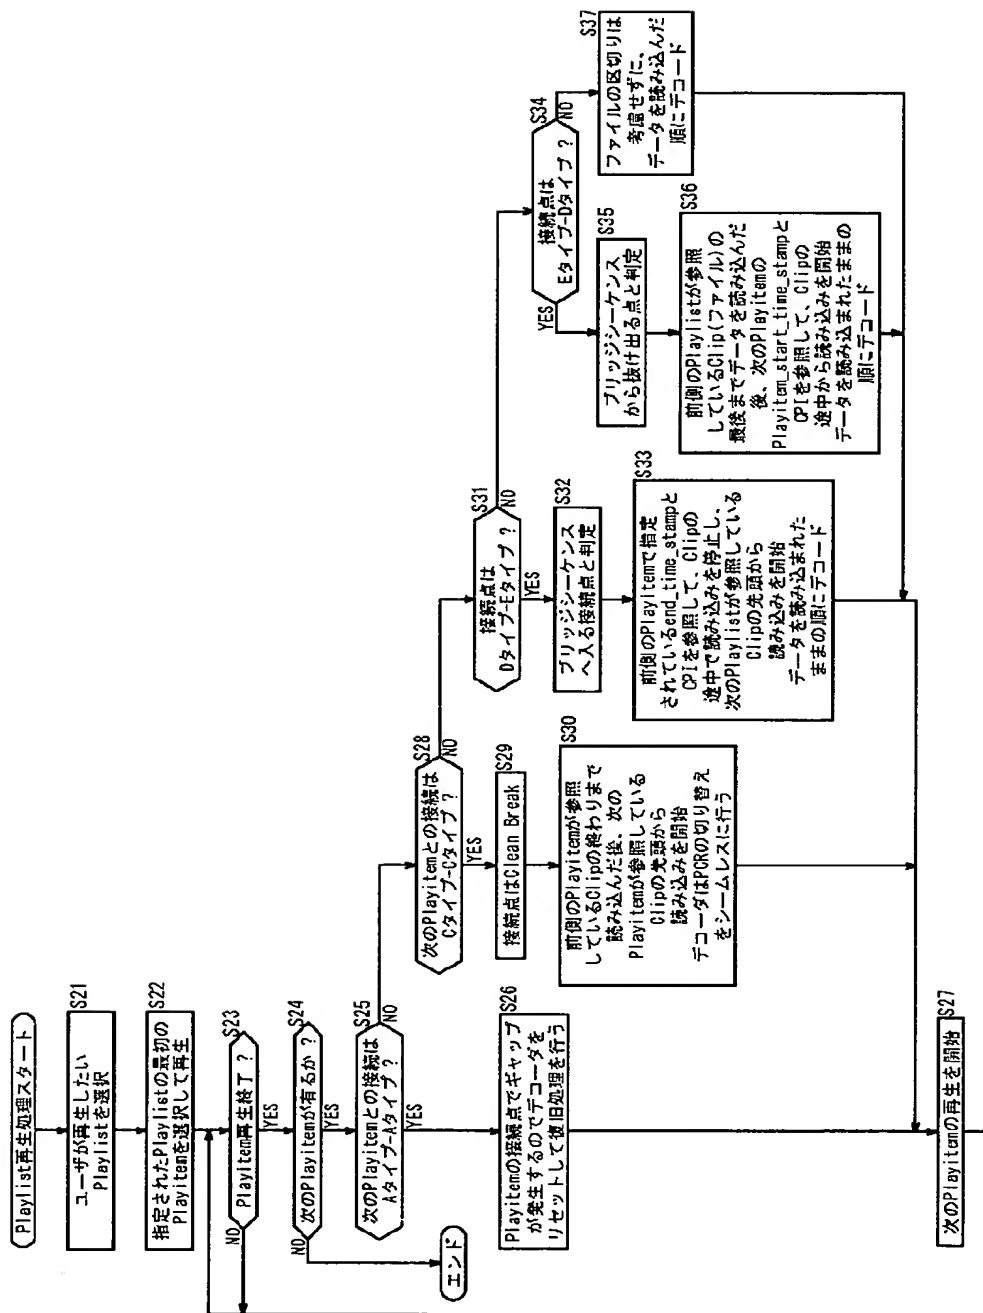 Playlist再生処理スタート
S21
ユーザが再生したい
Playlistを選択
S22
指定されたPlaylistの最初の
Playitemを選択して再生
S23
PlayItem再生終了？
NO
YES
S24
次のPlayitemが有るか？
NO
YES
エンド
S25
次のPlayitemとの接続は
Aタイプ-Aタイプ？
NO
YES
S26
Playitemの接続点でギャップ
が発生するのでデコーダを
リセットして復旧処理を行う
S27
次のPlayitemの再生を開始
S28
次のPlayitemとの接続は
Cタイプ-Cタイプ？
NO
YES
S29
接続点はClean Break
S30
前側のPlayitemが参照
しているClipの終わりまで
読み込んだ後、次の
Playitemが参照している
Clipの先頭から
読み込みを開始
デコーダはPCRの切り替え
をシームレスに行う
S31
接続点は
Dタイプ-Eタイプ？
NO
YES
S32
ブリッジシーケンス
へ入る接続点と判定
S33
前側のPlayItemで指定
されているend_time_stampと
CPIを参照して、Clipの
途中で読み込みを停止し、
次のPlaylistが参照している
Clipの先頭から
読み込みを開始
データを読み込まれた
ままの順にデコード
S34
接続点は
Eタイプ-Dタイプ？
NO
YES
S35
ブリッジシーケンス
から抜け出る点と判定
S36
前側のPlaylistが参照
しているClip(ファイル)の
最後までデータを読み込んだ
後、次のPlayitemの
Playitem_start_time_stampと
CPIを参照して、Clipの
途中から読み込みを開始
データを読み込まれたままの
順にデコード
S37
ファイルの区切りは
考慮せずに、
データを読み込んだ
順にデコード